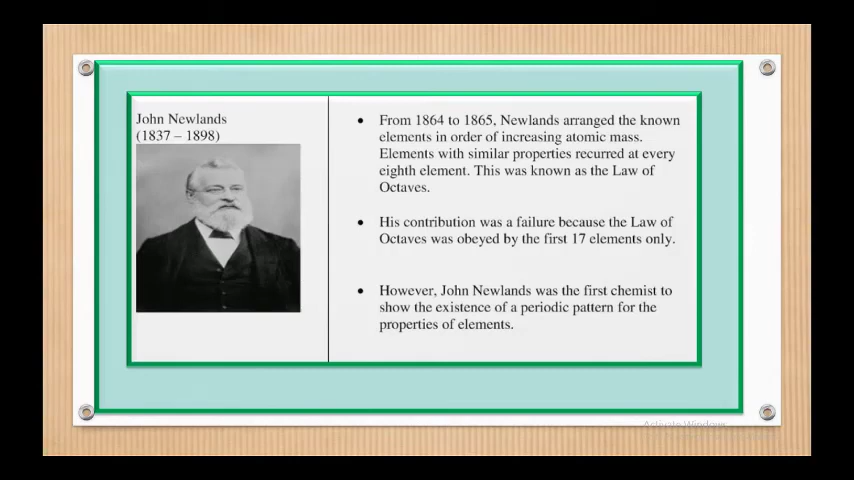 John Newlands
(1837 – 1898)
• From 1864 to 1865, Newlands arranged the known
elements in order of increasing atomic mass.
Elements with similar properties recurred at every
eighth element. This was known as the Law of
Octaves.
• His contribution was a failure because the Law of
Octaves was obeyed by the first 17 elements only.
• However, John Newlands was the first chemist to
show the existence of a periodic pattern for the
properties of elements.
Activate Windows